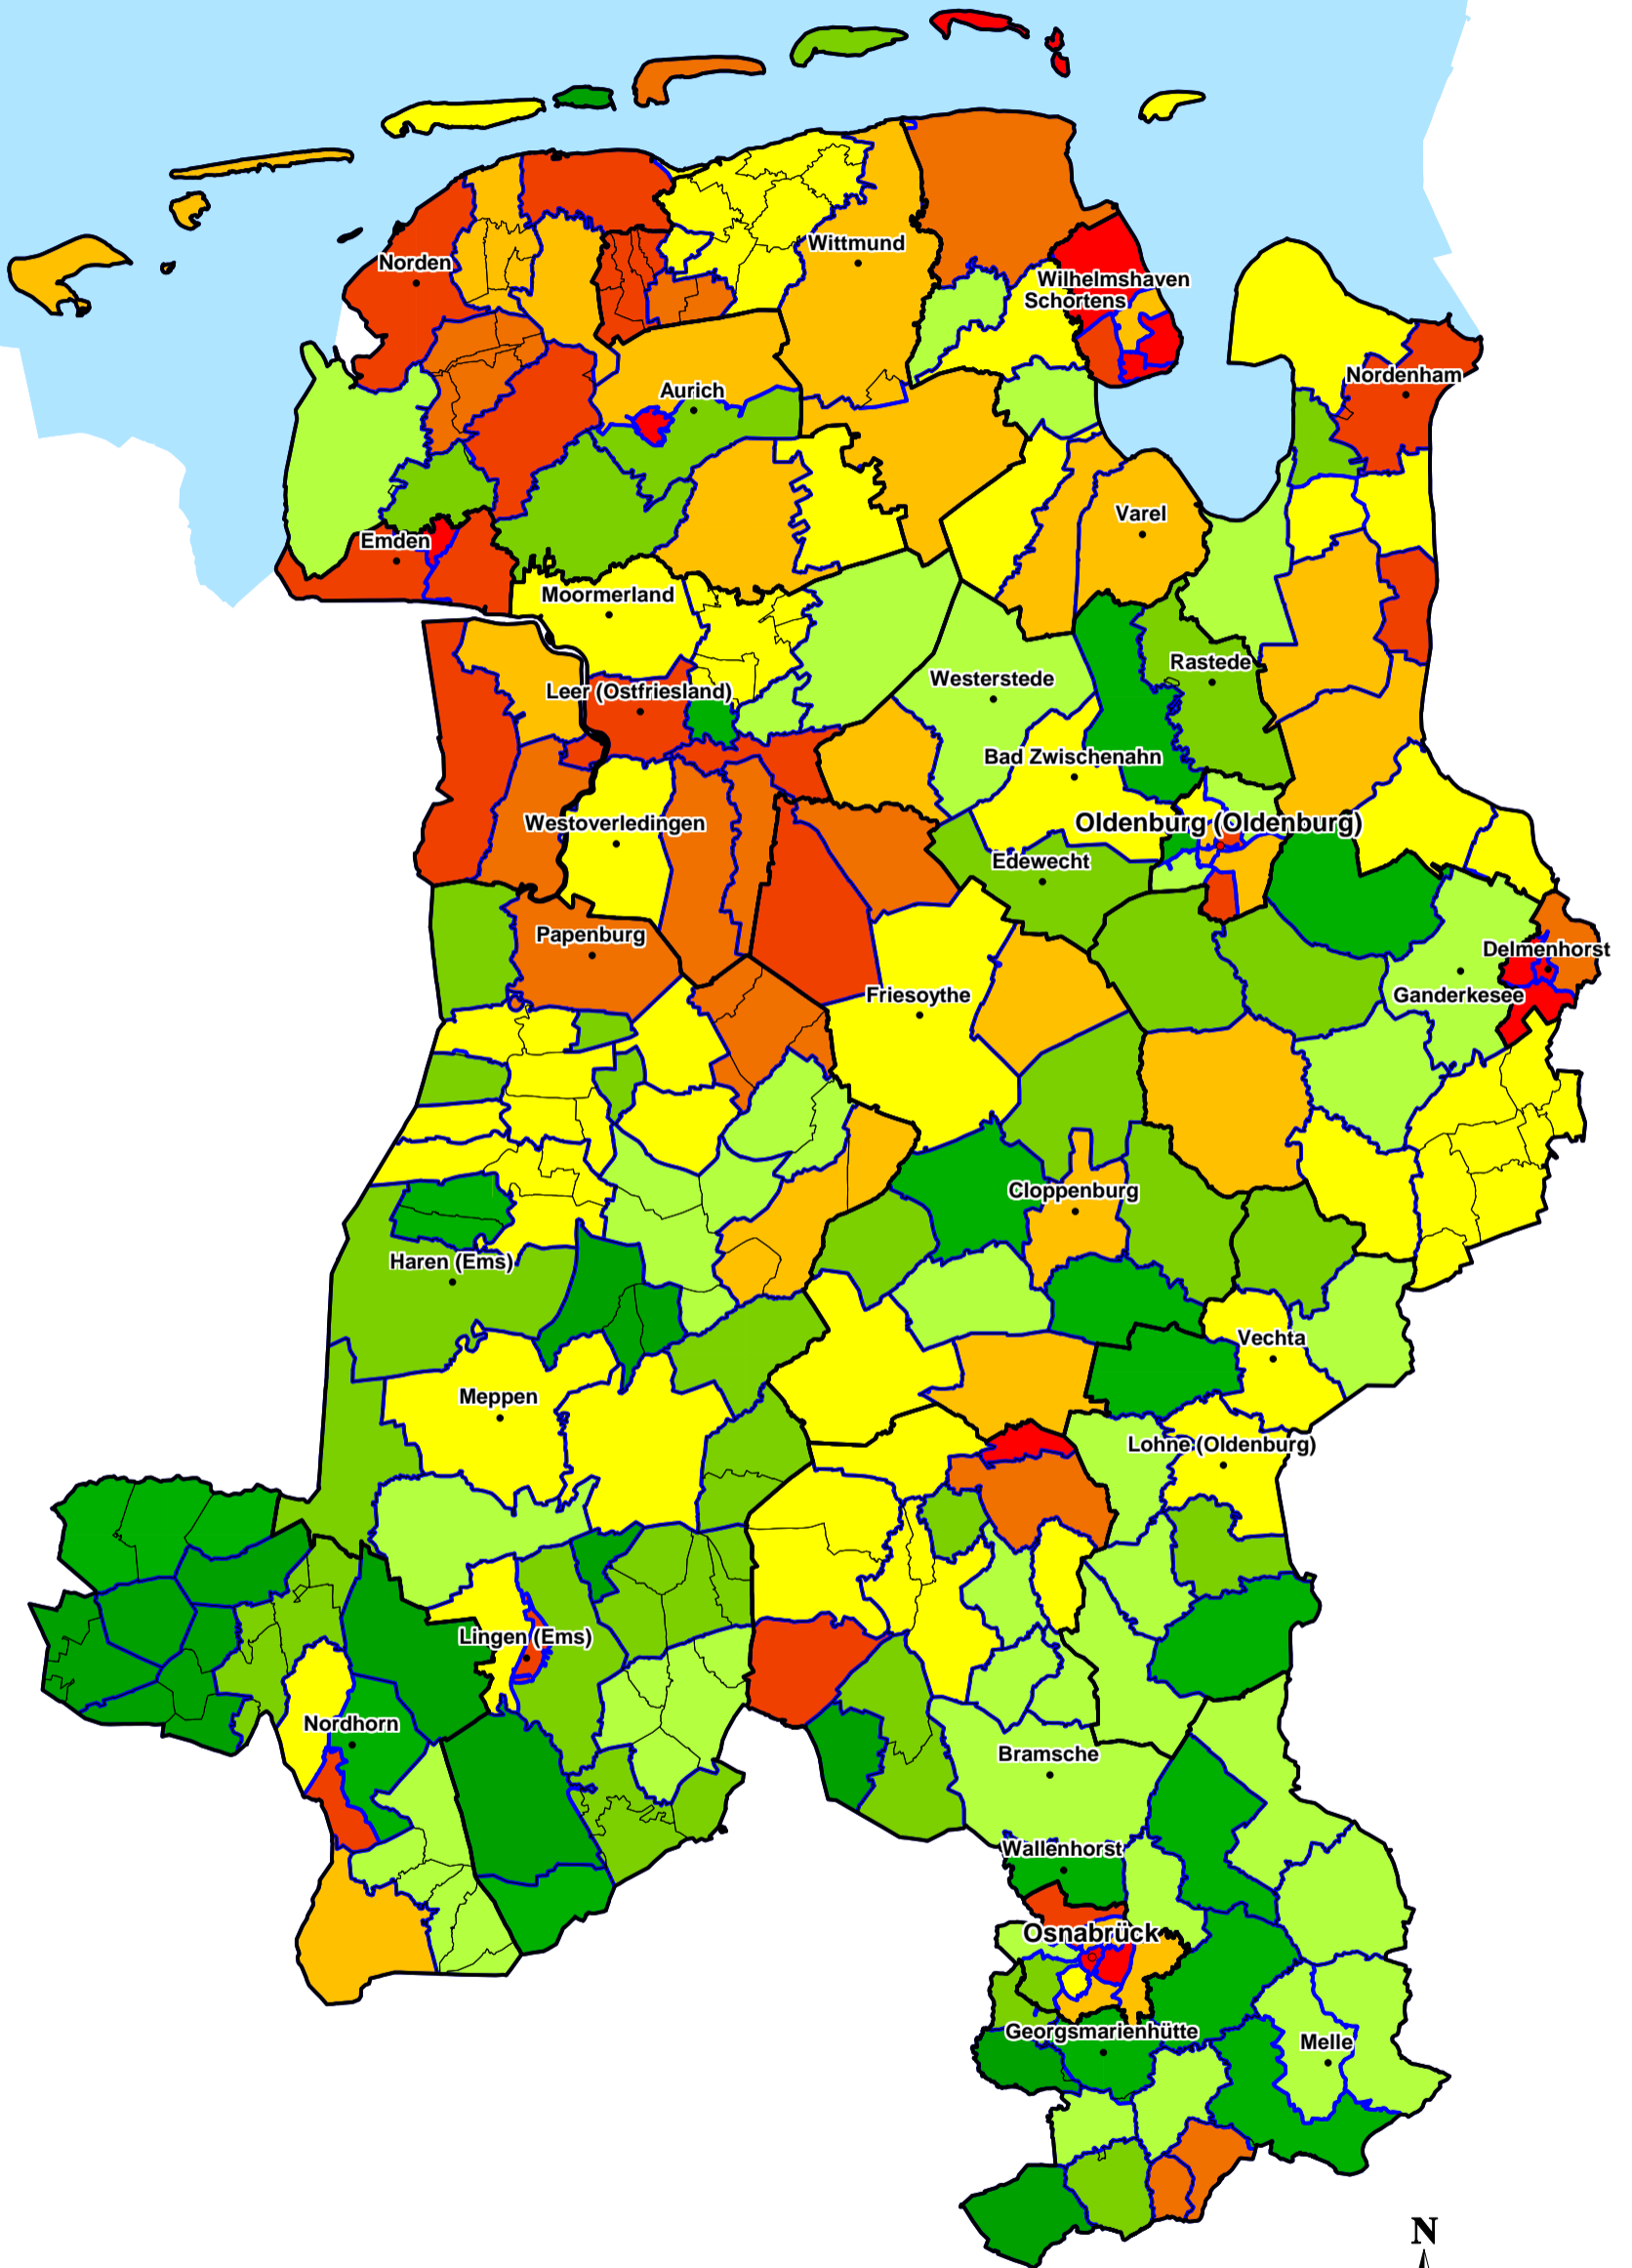 Wittmund
Norden
Wilhelmshaven
Schortens
Nordenham
Aurich
Varel
Emden
Moormerland
Rastede
Westerstede
Leer (Ostfriesland)
Bad Zwischenahn
Westoverledingen
Oldenburg (Oldenburg)
Edewecht
Papenburg
Delmenhorst
Friesoythe
Ganderkesee
Cloppenburg
Haren (Ems)
Vechta
Meppen
Lohne (Oldenburg)
Lingen (Ems)
Nordhorn
Bramsche
Wallenhorst
Osnabrück
Georgsmarienhütte
Melle
N